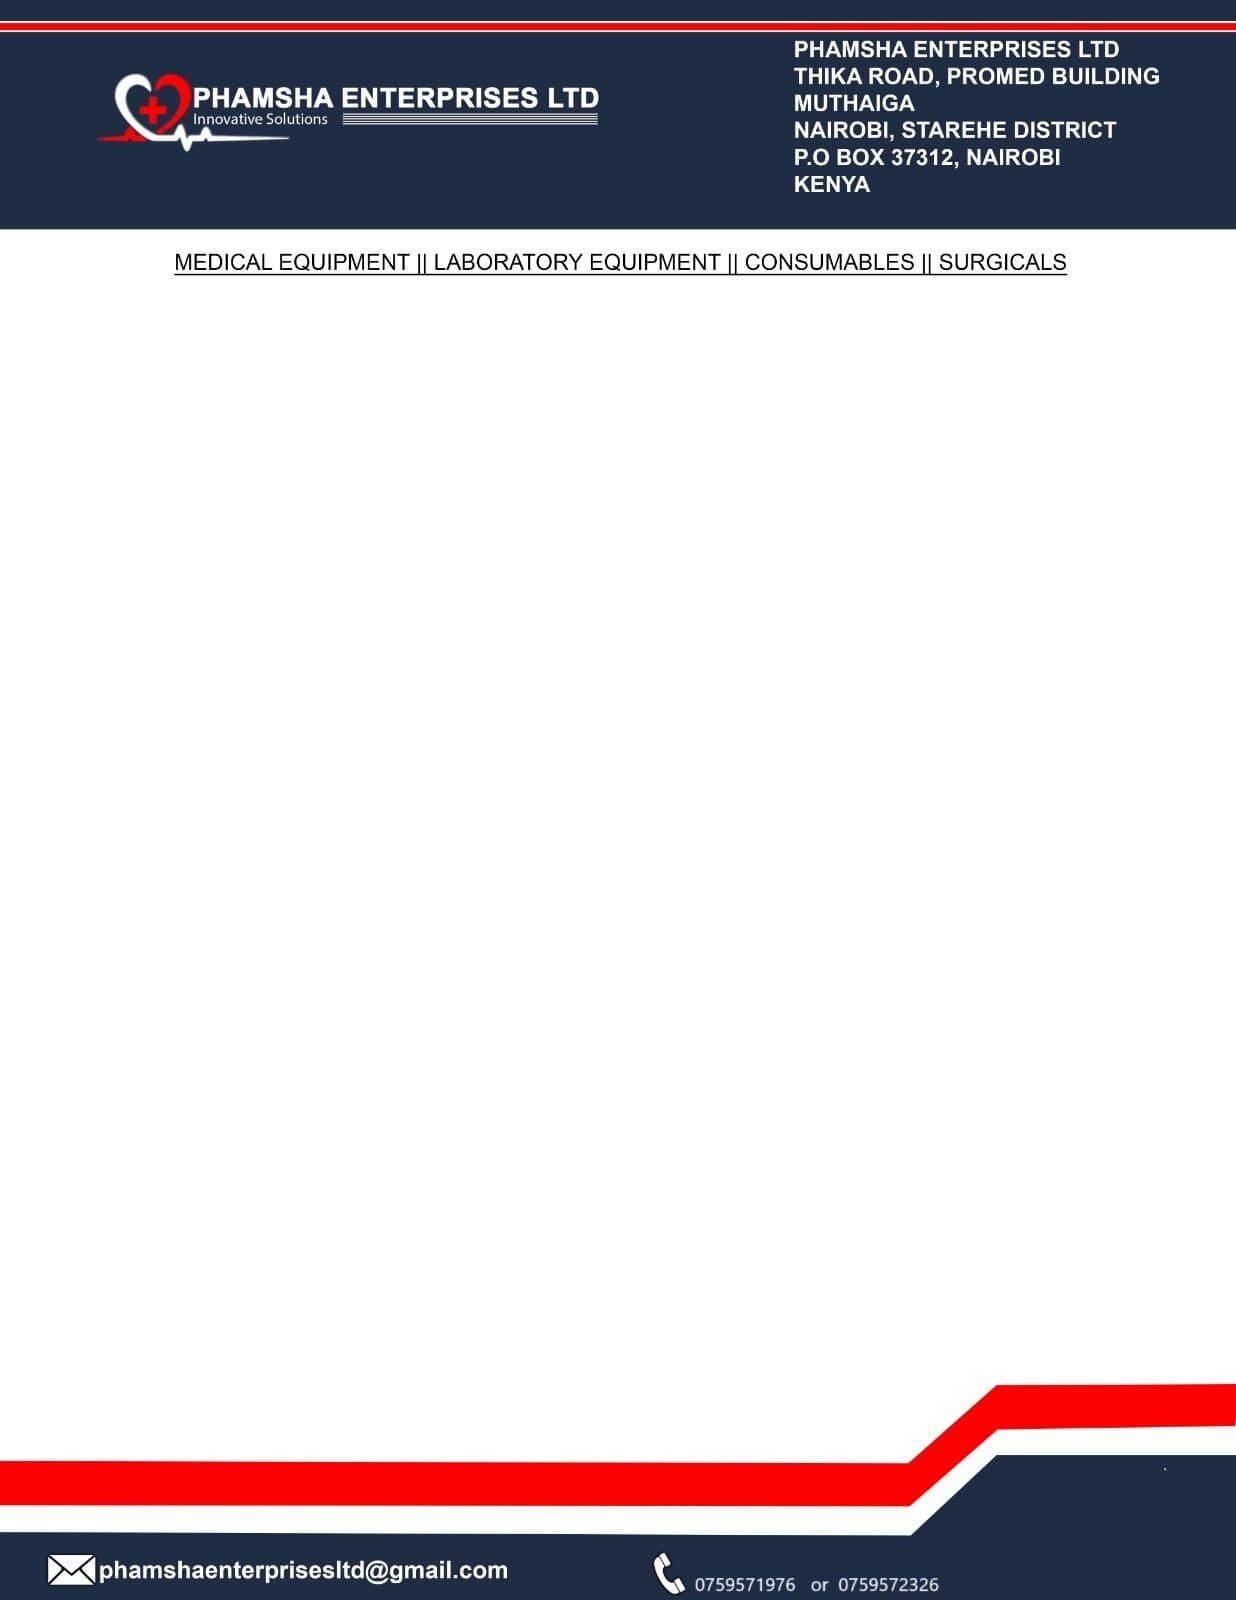 PHAMSHA ENTERPRISES LTD
Innovative Solutions
PHAMSHA ENTERPRISES LTD
THIKA ROAD, PROMED BUILDING
MUTHAIGA
NAIROBI, STAREHE DISTRICT
P.O BOX 37312, NAIROBI
KENYA
MEDICAL EQUIPMENT || LABORATORY EQUIPMENT || CONSUMABLES || SURGICALS
phamshaenterprisesltd@gmail.com
0759571976 or 0759572326